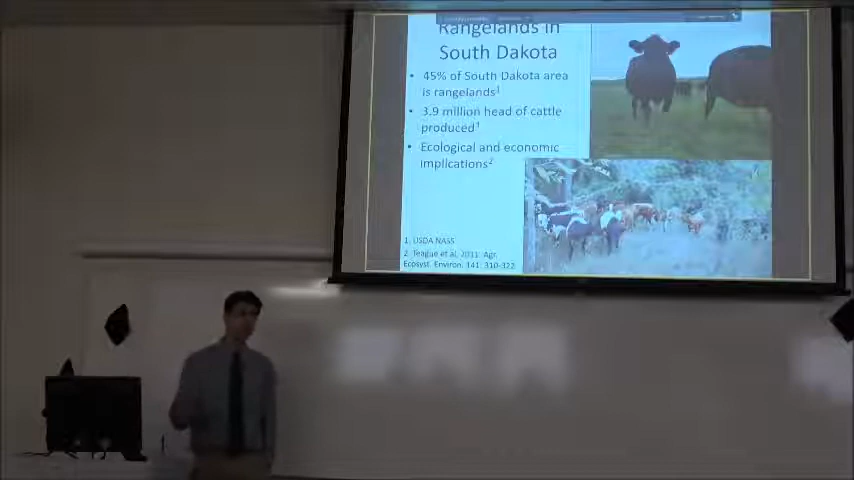 Rangelands in
South Dakota
• 45% of South Dakota area
is rangelands¹
• 3.9 million head of cattle
produced¹
• Ecological and economic
implications²
1. USDA NASS
2. Teague et al. 2011. Agr.
Ecosyst. Environ. 141: 310-322